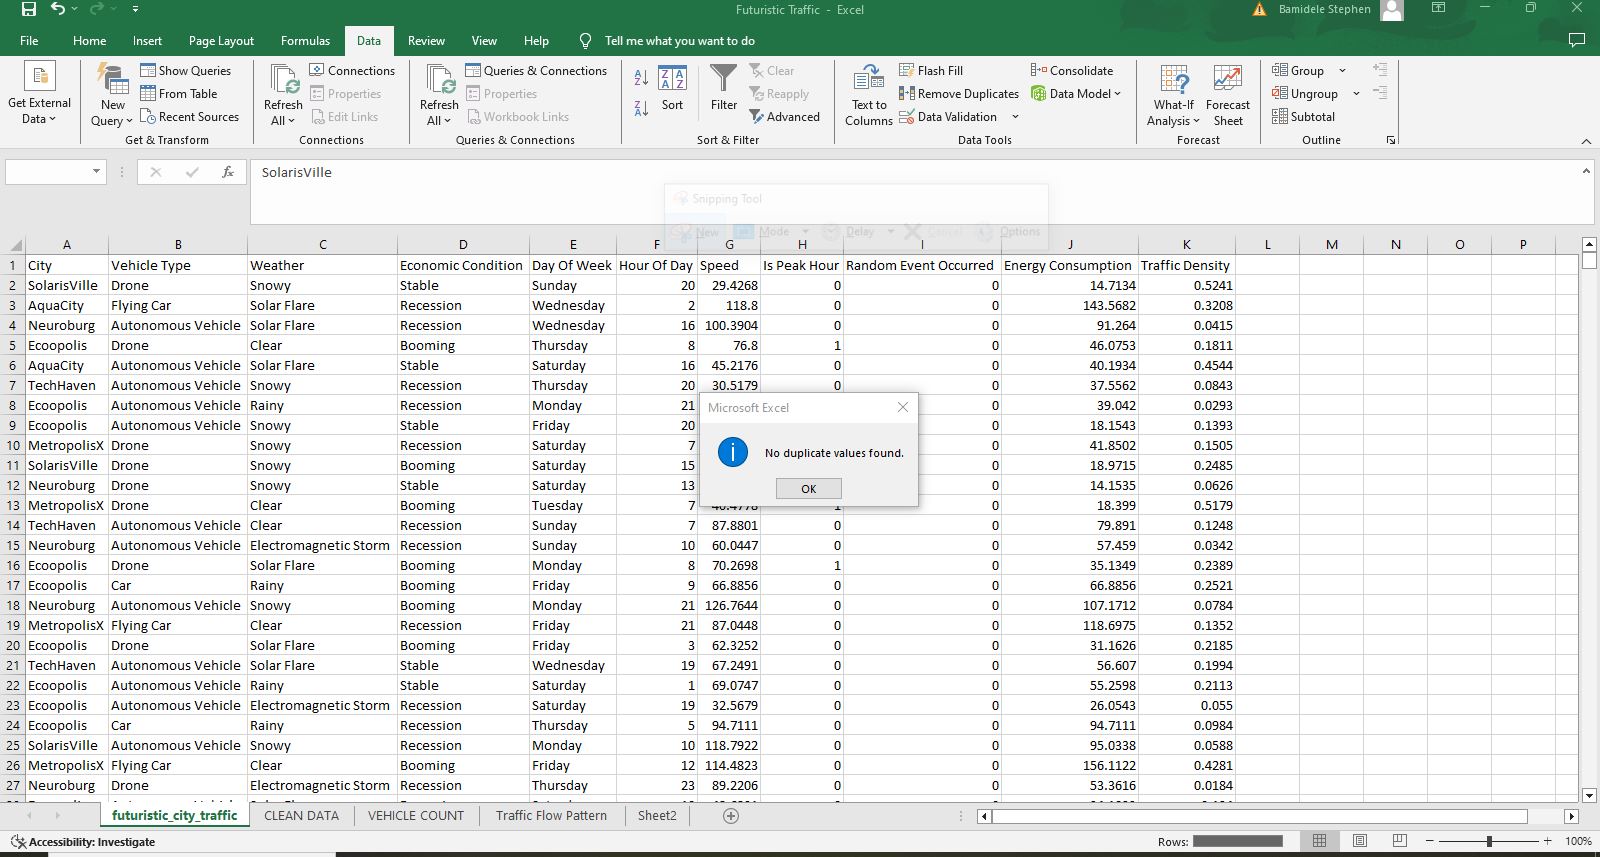 Futuristic Traffic - Excel
Bamidele Stephen
File Home Insert Page Layout Formulas Data Review View Help Tell me what you want to do
Get External Data
New Query
Show Queries
From Table
Recent Sources
Get & Transform
Refresh All
Connections
Properties
Edit Links
Connections
Refresh All
Queries & Connections
Properties
Workbook Links
Queries & Connections
Sort
Filter
Clear
Reapply
Advanced
Sort & Filter
Text to Columns
Flash Fill
Remove Duplicates
Data Validation
Consolidate
Data Model
Data Tools
What-If Analysis
Forecast Sheet
Forecast
Group
Ungroup
Subtotal
Outline
fx SolarisVille
Snipping Tool
New Mode Delay Cancel Options
A B C D E F G H I J K L M N O P
1 City Vehicle Type Weather Economic Condition Day Of Week Hour Of Day Speed Is Peak Hour Random Event Occurred Energy Consumption Traffic Density
2 SolarisVille Drone Snowy Stable Sunday 20 29.4268 0 0 14.7134 0.5241
3 AquaCity Flying Car Solar Flare Recession Wednesday 2 118.8 0 0 143.5682 0.3208
4 Neuroburg Autonomous Vehicle Solar Flare Recession Wednesday 16 100.3904 0 0 91.264 0.0415
5 Ecoopolis Drone Clear Booming Thursday 8 76.8 1 0 46.0753 0.1811
6 AquaCity Autonomous Vehicle Solar Flare Stable Saturday 16 45.2176 0 0 40.1934 0.4544
7 TechHaven Autonomous Vehicle Snowy Recession Thursday 20 30.5179 0 0 37.5562 0.0843
8 Ecoopolis Autonomous Vehicle Rainy Recession Monday 21 0 39.042 0.0293
9 Ecoopolis Autonomous Vehicle Snowy Stable Friday 20 0 18.1543 0.1393
10 MetropolisX Drone Snowy Recession Saturday 7 0 41.8502 0.1505
11 SolarisVille Drone Snowy Booming Saturday 15 0 18.9715 0.2485
12 Neuroburg Drone Snowy Stable Saturday 13 0 14.1535 0.0626
13 MetropolisX Drone Clear Booming Tuesday 7 0 18.399 0.5179
14 TechHaven Autonomous Vehicle Clear Recession Sunday 7 87.8801 0 0 79.891 0.1248
15 Neuroburg Autonomous Vehicle Electromagnetic Storm Recession Sunday 10 60.0447 0 0 57.459 0.0342
16 Ecoopolis Drone Solar Flare Booming Monday 8 70.2698 1 0 35.1349 0.2389
17 Ecoopolis Car Rainy Booming Friday 9 66.8856 0 0 66.8856 0.2521
18 Neuroburg Autonomous Vehicle Snowy Booming Monday 21 126.7644 0 0 107.1712 0.0784
19 MetropolisX Flying Car Clear Recession Friday 21 87.0448 0 0 118.6975 0.1352
20 Ecoopolis Drone Solar Flare Booming Friday 3 62.3252 0 0 31.1626 0.2185
21 TechHaven Autonomous Vehicle Solar Flare Stable Wednesday 19 67.2491 0 0 56.607 0.1994
22 Ecoopolis Autonomous Vehicle Rainy Stable Saturday 1 69.0747 0 0 55.2598 0.2113
23 Ecoopolis Autonomous Vehicle Electromagnetic Storm Recession Saturday 19 32.5679 0 0 26.0543 0.055
24 Ecoopolis Car Rainy Recession Thursday 5 94.7111 0 0 94.7111 0.0984
25 SolarisVille Autonomous Vehicle Snowy Recession Monday 10 118.7922 0 0 95.0338 0.0588
26 MetropolisX Flying Car Clear Booming Friday 12 114.4823 0 0 156.1122 0.4281
27 Neuroburg Drone Electromagnetic Storm Recession Thursday 23 89.2206 0 0 53.3616 0.0184
Microsoft Excel
No duplicate values found.
OK
futuristic_city_traffic CLEAN DATA VEHICLE COUNT Traffic Flow Pattern Sheet2
Accessibility: Investigate
Rows:
100%